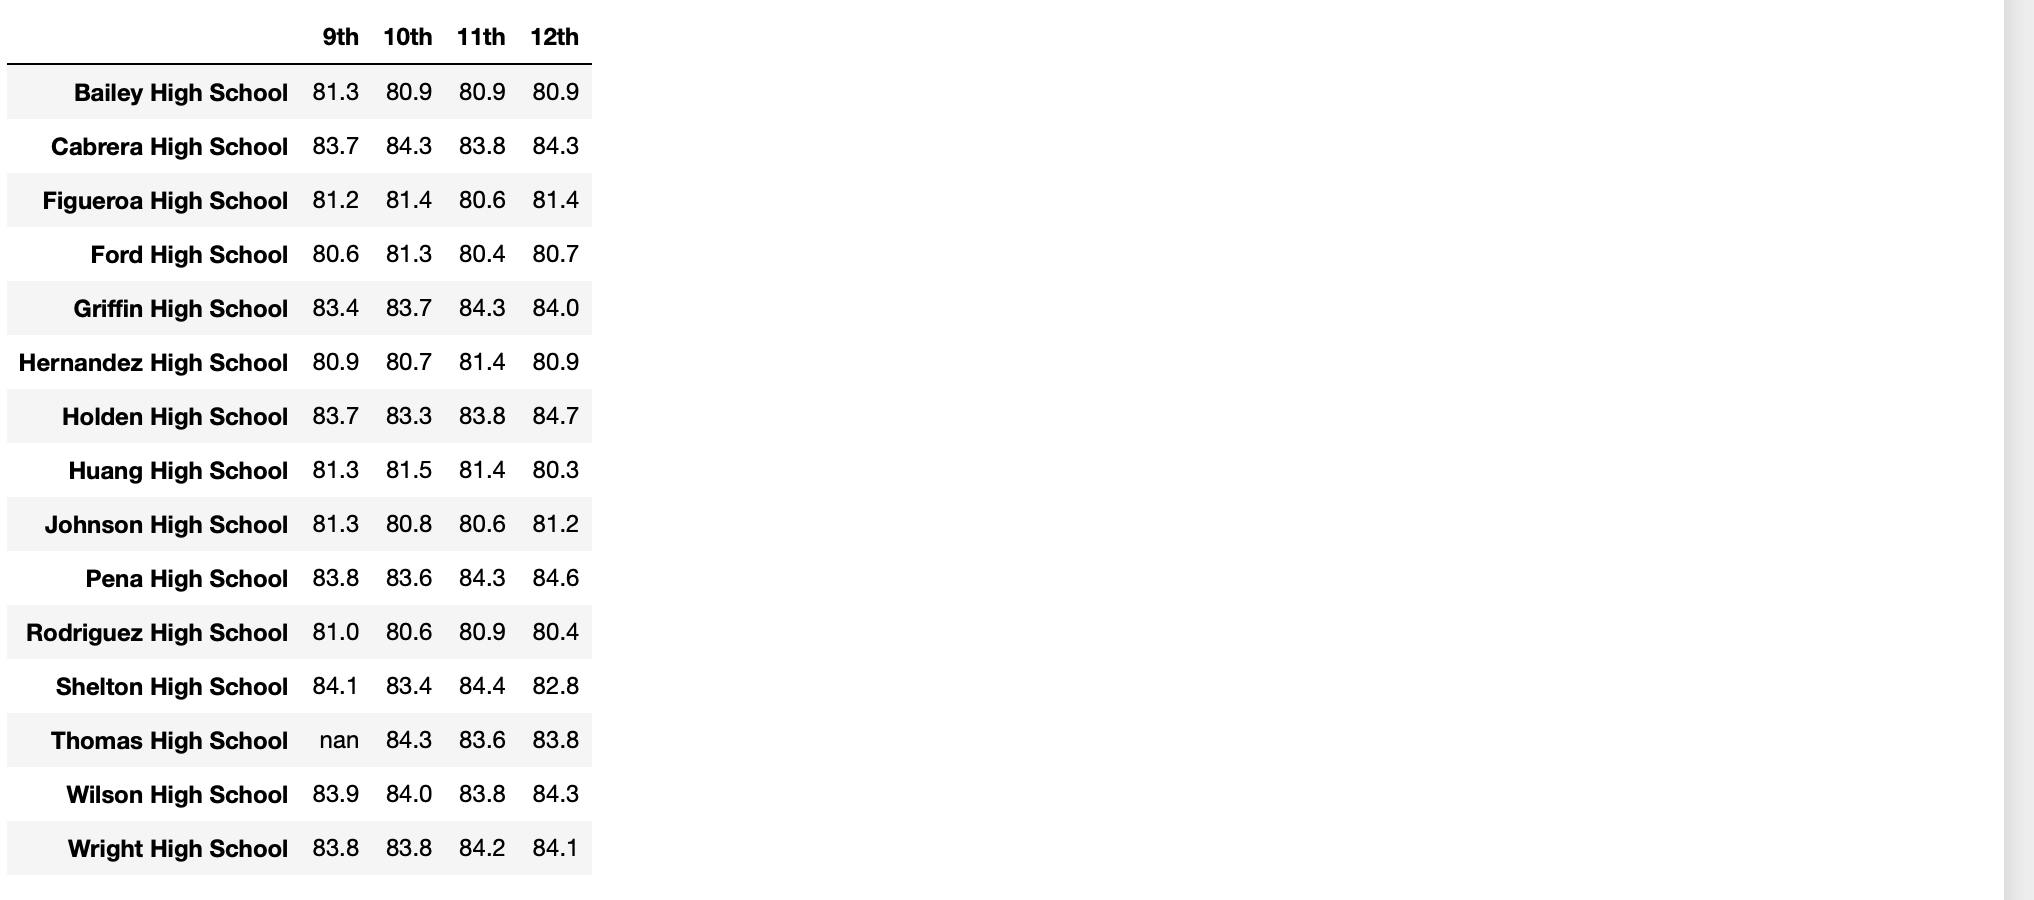 9th 10th 11th 12th
Bailey High School 81.3 80.9 80.9 80.9
Cabrera High School 83.7 84.3 83.8 84.3
Figueroa High School 81.2 81.4 80.6 81.4
Ford High School 80.6 81.3 80.4 80.7
Griffin High School 83.4 83.7 84.3 84.0
Hernandez High School 80.9 80.7 81.4 80.9
Holden High School 83.7 83.3 83.8 84.7
Huang High School 81.3 81.5 81.4 80.3
Johnson High School 81.3 80.8 80.6 81.2
Pena High School 83.8 83.6 84.3 84.6
Rodriguez High School 81.0 80.6 80.9 80.4
Shelton High School 84.1 83.4 84.4 82.8
Thomas High School nan 84.3 83.6 83.8
Wilson High School 83.9 84.0 83.8 84.3
Wright High School 83.8 83.8 84.2 84.1